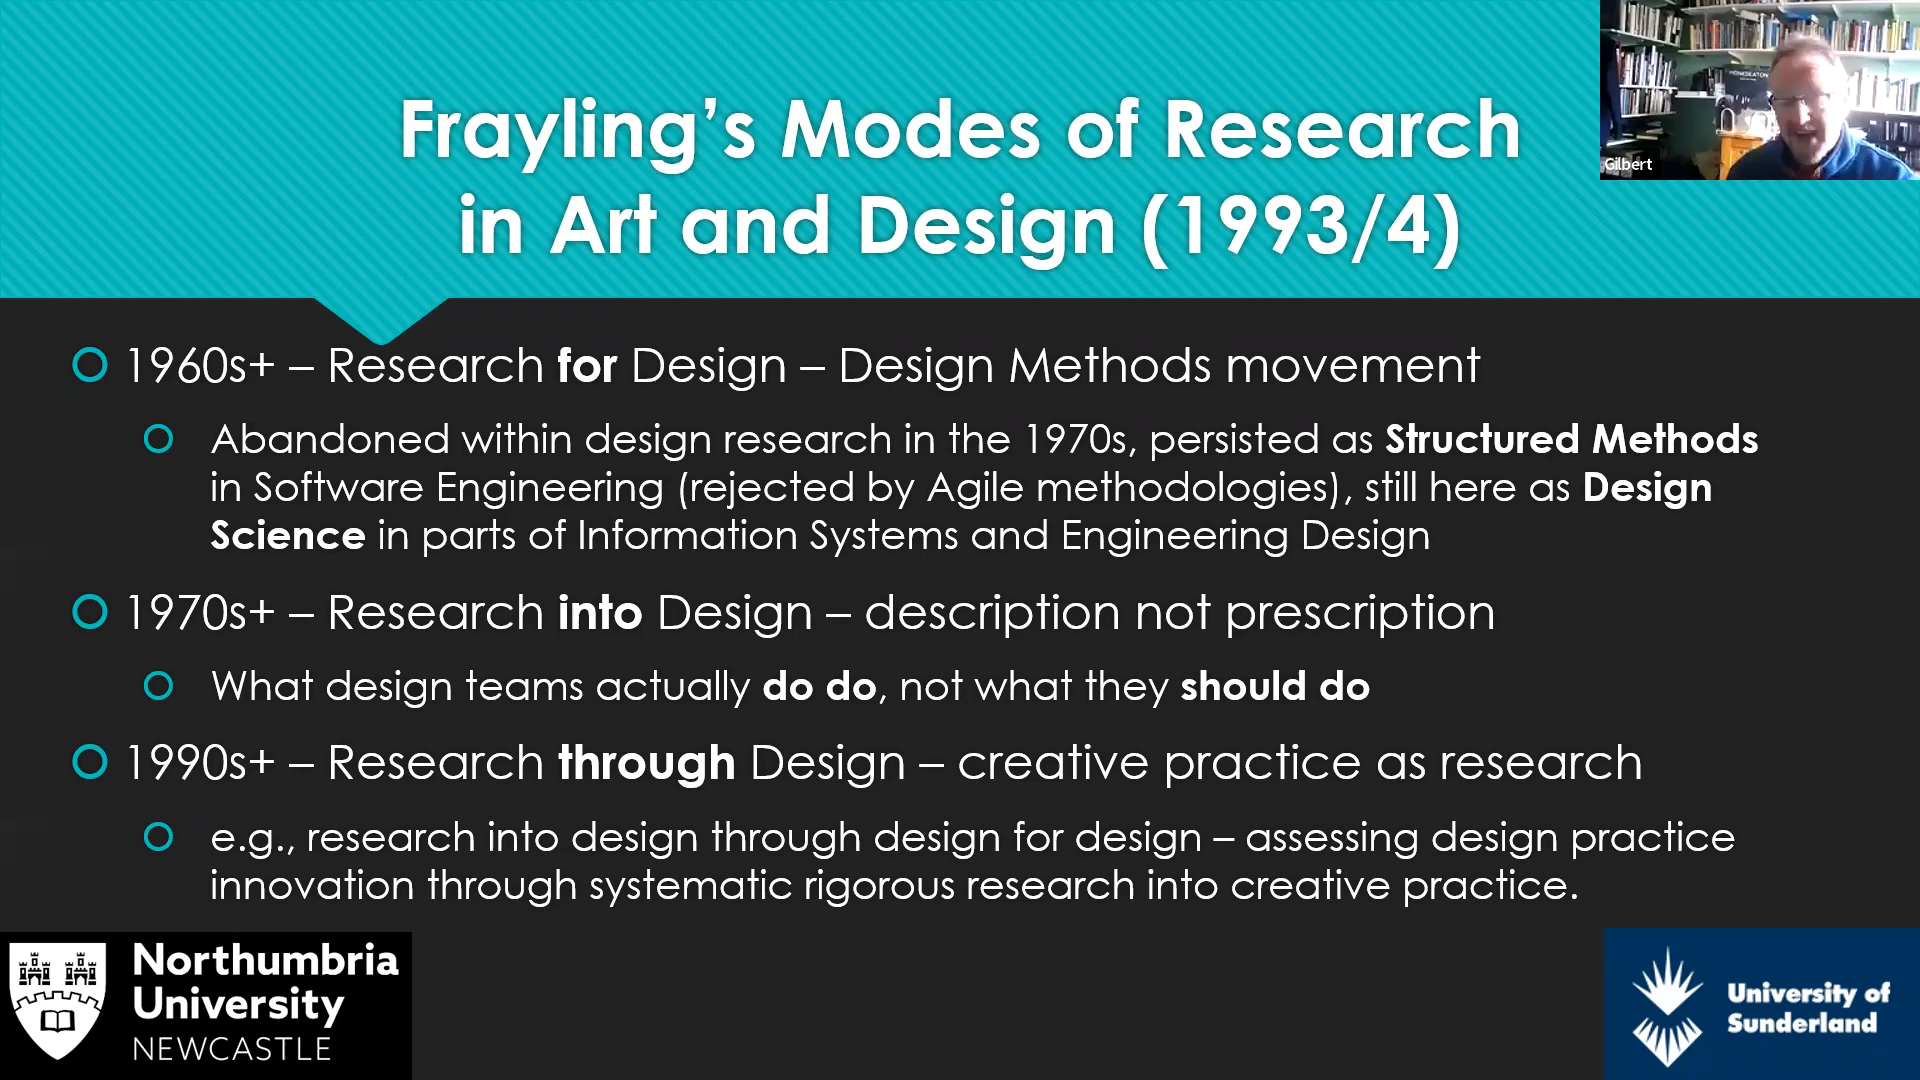 Frayling's Modes of Research
in Art and Design (1993/4)
Gilbert
1960s+ – Research for Design – Design Methods movement
Abandoned within design research in the 1970s, persisted as Structured Methods
in Software Engineering (rejected by Agile methodologies), still here as Design
Science in parts of Information Systems and Engineering Design
1970s+ – Research into Design – description not prescription
What design teams actually do do, not what they should do
1990s+ – Research through Design – creative practice as research
e.g., research into design through design for design – assessing design practice
innovation through systematic rigorous research into creative practice.
Northumbria
University
NEWCASTLE
University of
Sunderland